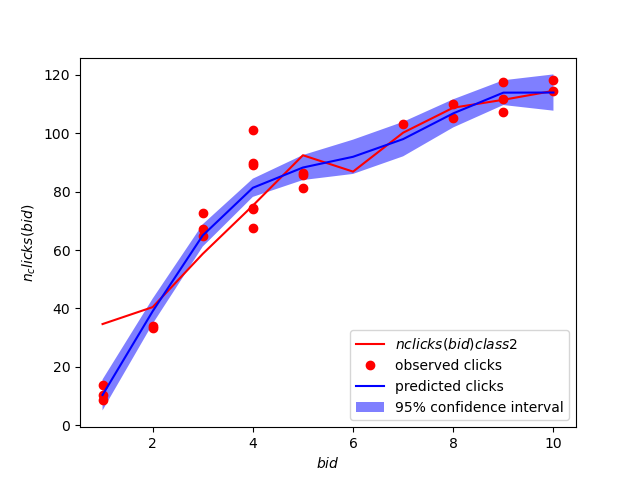 120
100
80
60
40
20
0
n_clicks(bid)
nclicks(bid)class2
observed clicks
predicted clicks
95% confidence interval
2
4
6
8
10
bid